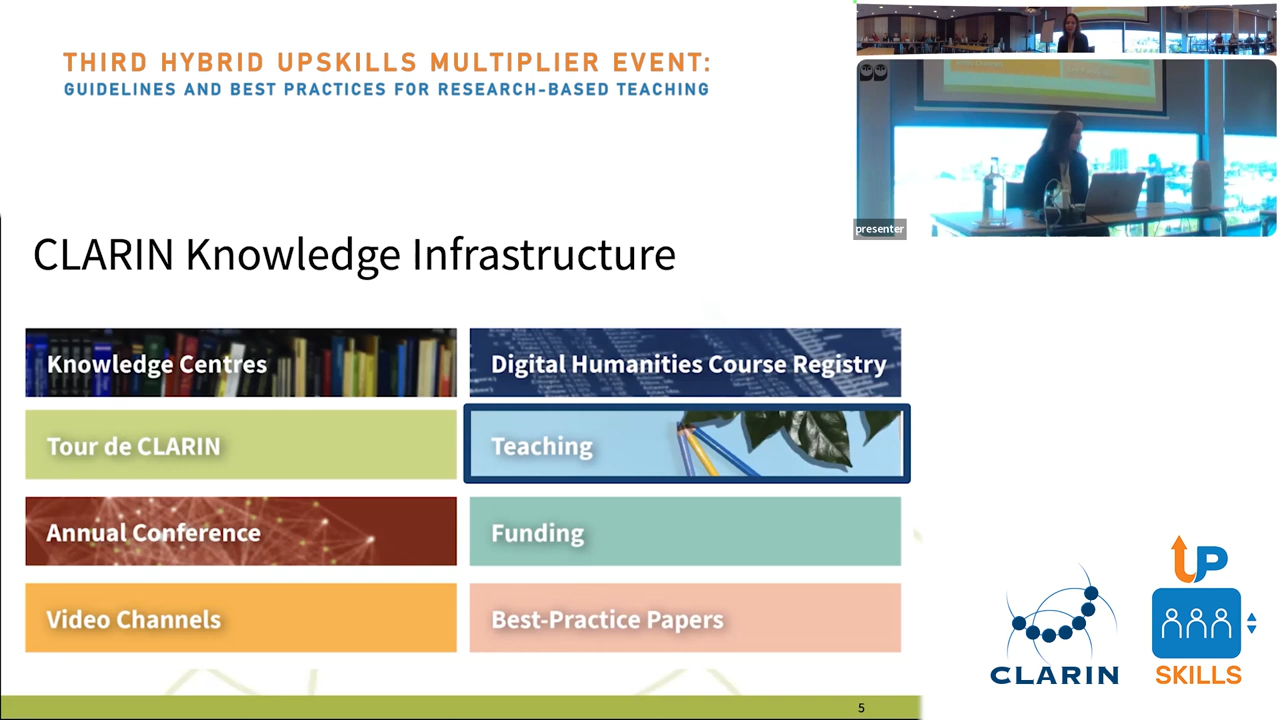 THIRD HYBRID UPSKILLS MULTIPLIER EVENT:
GUIDELINES AND BEST PRACTICES FOR RESEARCH-BASED TEACHING
presenter
CLARIN Knowledge Infrastructure
Knowledge Centres
Digital Humanities Course Registry
Tour de CLARIN
Teaching
Annual Conference
Funding
Video Channels
Best-Practice Papers
5
CLARIN
UP
SKILLS